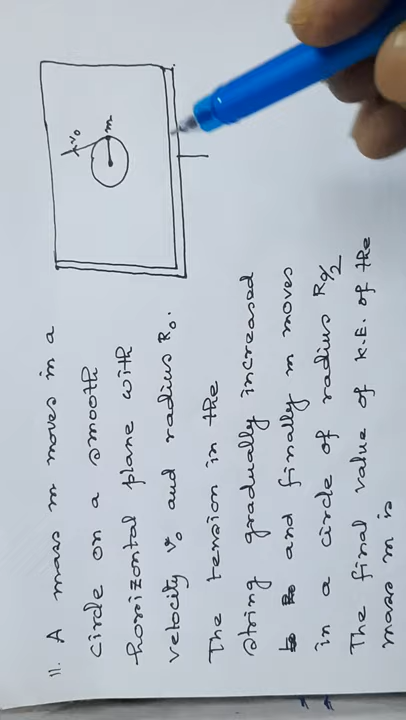 11. A mass m moves in a
circle on a smooth
horizontal plane with
velocity v₀ and radius R₀.
The tension in the
string gradually increased
and finally m moves
in a circle of radius R₀/2
The final value of K.E. of the
mass m is
v₀
m